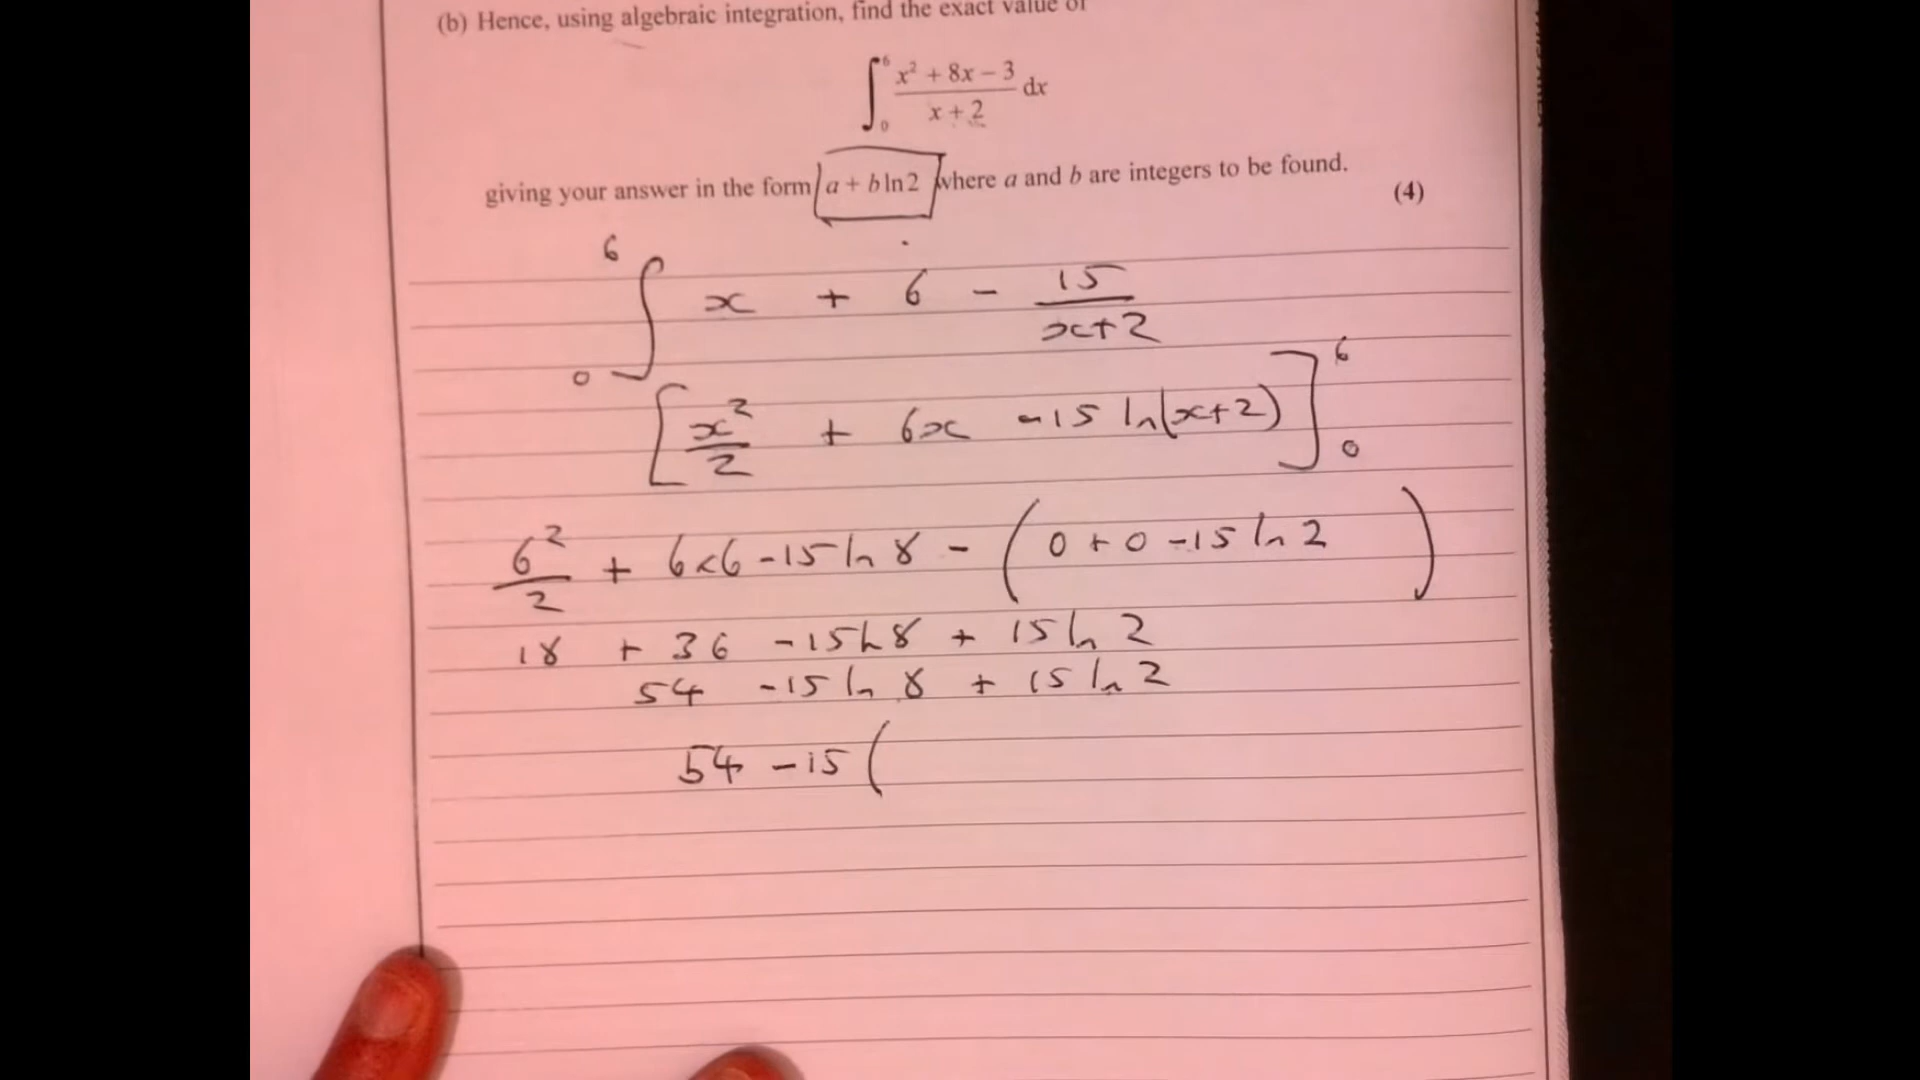 (b) Hence, using algebraic integration, find the exact value of
∫₀⁶ (x² + 8x − 3)/(x + 2) dx
giving your answer in the form a + b ln2 where a and b are integers to be found.
(4)
∫₀⁶ x + 6 − 15/(x+2)
[x²/2 + 6x − 15 ln(x+2)]₀⁶
6²/2 + 6×6 − 15 ln 8 − (0 + 0 − 15 ln 2)
18 + 36 − 15 ln 8 + 15 ln 2
54 − 15 ln 8 + 15 ln 2
54 − 15 (